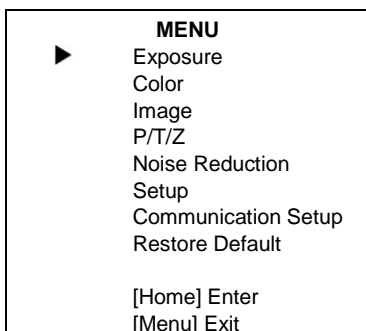 MENU
▶ Exposure
Color
Image
P/T/Z
Noise Reduction
Setup
Communication Setup
Restore Default
[Home] Enter
[Menu] Exit